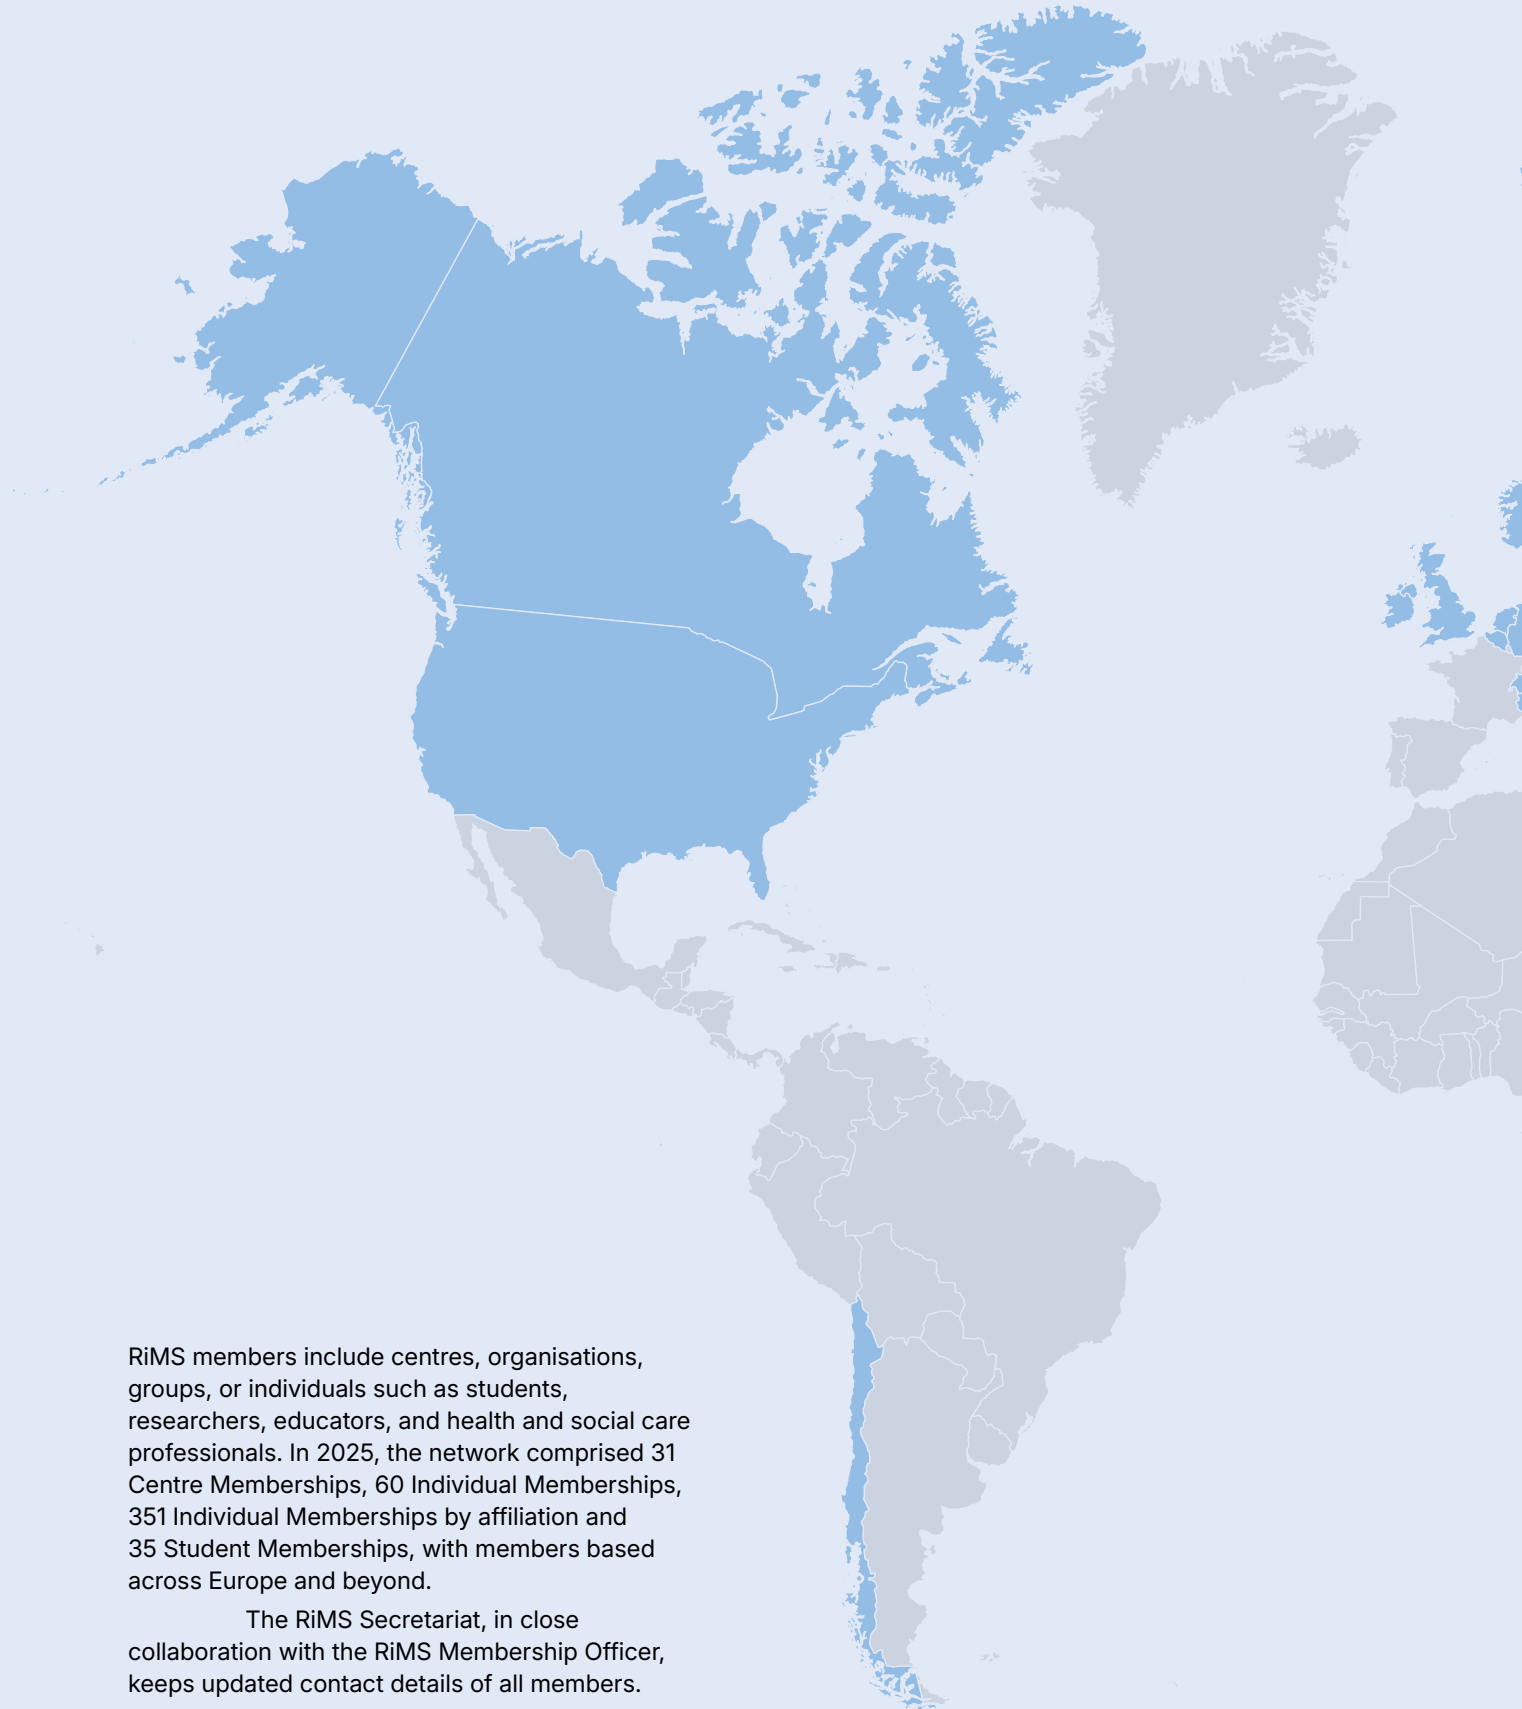 RiMS members include centres, organisations,
groups, or individuals such as students,
researchers, educators, and health and social care
professionals. In 2025, the network comprised 31
Centre Memberships, 60 Individual Memberships,
351 Individual Memberships by affiliation and
35 Student Memberships, with members based
across Europe and beyond.
The RiMS Secretariat, in close
collaboration with the RiMS Membership Officer,
keeps updated contact details of all members.